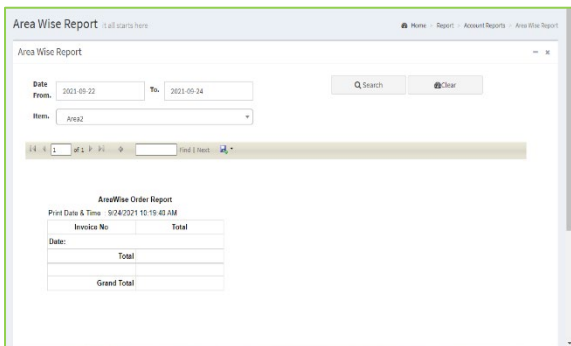 Area Wise Report it all starts here
Home > Report > Account Reports > Area Wise Report
Area Wise Report
Date From. 2021-09-22 To. 2021-09-24 Search Clear
Item. Area2
1 of 1 Find | Next
AreaWise Order Report
Print Date & Time 9/24/2021 10:19:40 AM
Invoice No Total
Date:
Total
Grand Total